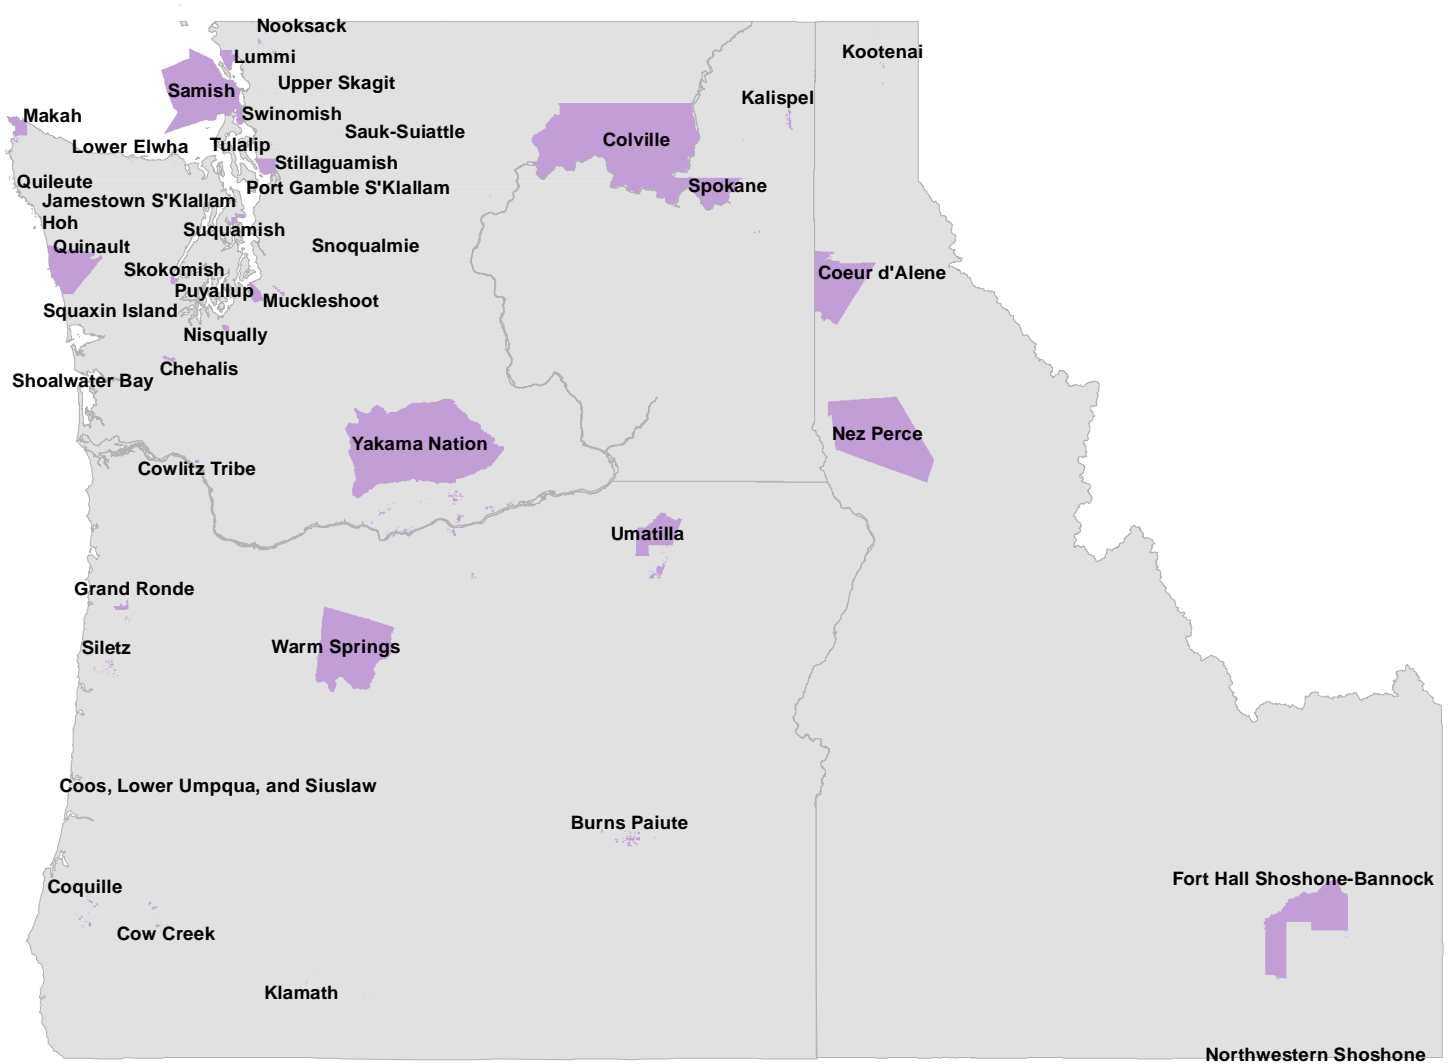 Nooksack
Kootenai
Lummi
Upper Skagit
Samish
Kalispel
Makah
Swinomish
Sauk-Suiattle
Colville
Lower Elwha
Tulalip
Stillaguamish
Quileute
Port Gamble S'Klallam
Spokane
Jamestown S'Klallam
Hoh
Suquamish
Quinault
Snoqualmie
Skokomish
Coeur d'Alene
Puyallup
Muckleshoot
Squaxin Island
Nisqually
Chehalis
Shoalwater Bay
Nez Perce
Yakama Nation
Cowlitz Tribe
Umatilla
Grand Ronde
Siletz
Warm Springs
Coos, Lower Umpqua, and Siuslaw
Burns Paiute
Fort Hall Shoshone-Bannock
Coquille
Cow Creek
Klamath
Northwestern Shoshone